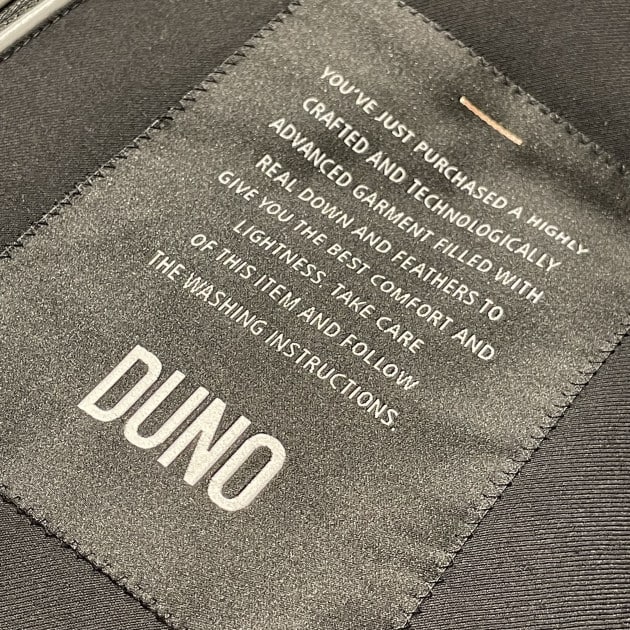 YOU'VE JUST PURCHASED A HIGHLY
CRAFTED AND TECHNOLOGICALLY
ADVANCED GARMENT FILLED WITH
REAL DOWN AND FEATHERS TO
GIVE YOU THE BEST COMFORT AND
LIGHTNESS. TAKE CARE
OF THIS ITEM AND FOLLOW
THE WASHING INSTRUCTIONS.
DUNO